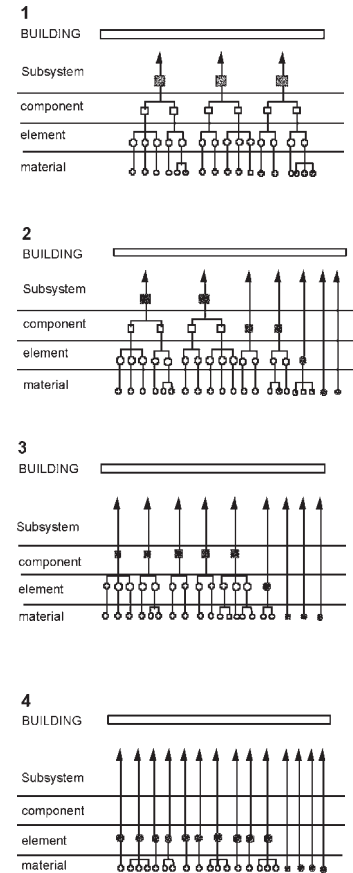 1
BUILDING
Subsystem
component
element
material
2
BUILDING
Subsystem
component
element
material
3
BUILDING
Subsystem
component
element
material
4
BUILDING
Subsystem
component
element
material